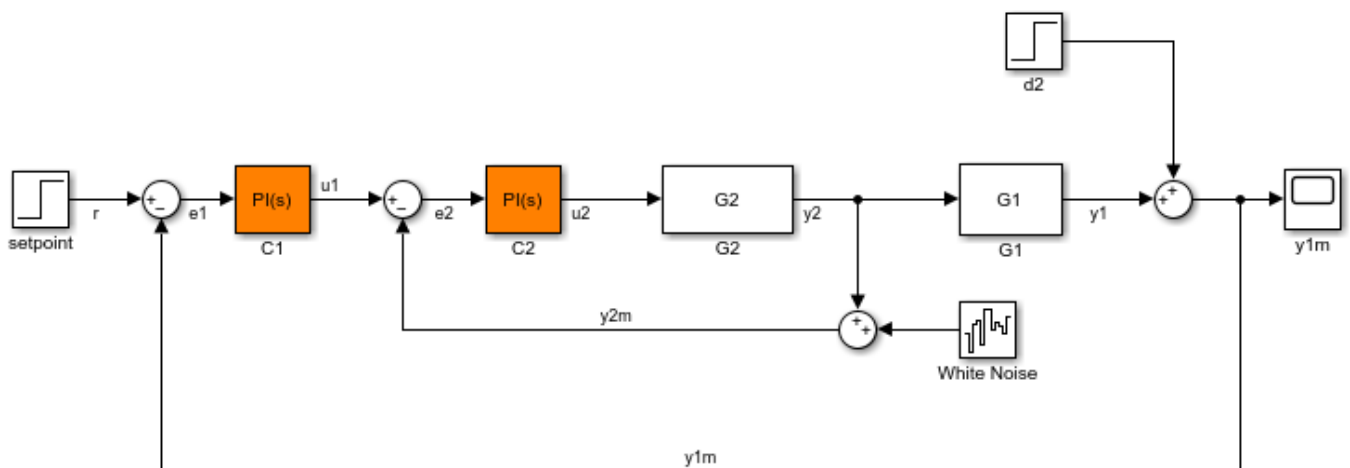 d2
r
+
−
e1
PI(s)
C1
u1
+
−
e2
PI(s)
C2
u2
G2
G2
y2
G1
G1
y1
+
+
y1m
setpoint
y2m
+
+
White Noise
y1m